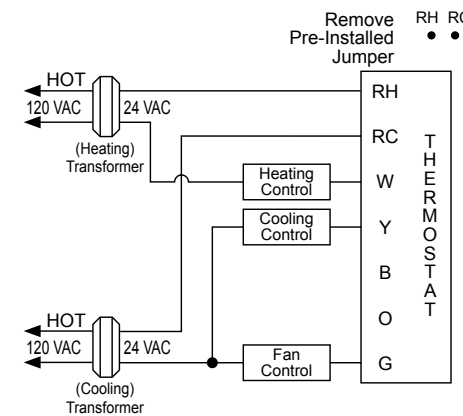 Remove
Pre-Installed
Jumper
RH RC
HOT
120 VAC
24 VAC
(Heating)
Transformer
RH
RC
W
Y
B
O
G
THERMOSTAT
Heating
Control
Cooling
Control
HOT
120 VAC
24 VAC
(Cooling)
Transformer
Fan
Control